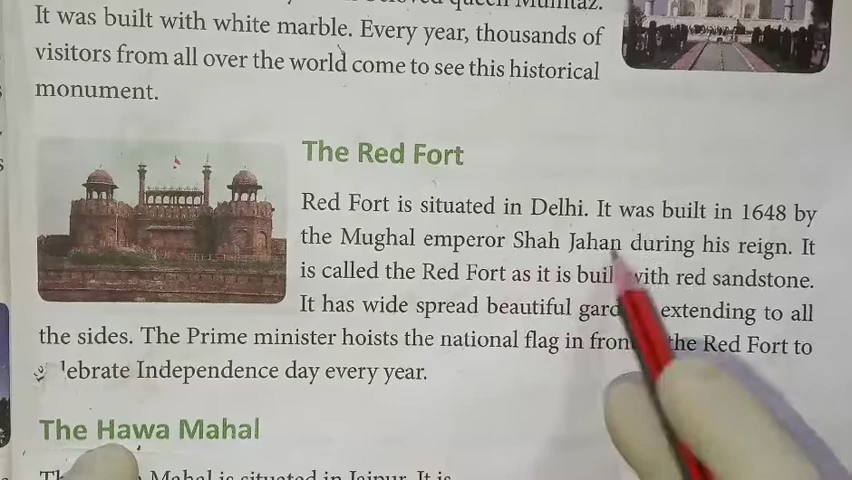 queen Mumtaz.
It was built with white marble. Every year, thousands of
visitors from all over the world come to see this historical
monument.
The Red Fort
Red Fort is situated in Delhi. It was built in 1648 by
the Mughal emperor Shah Jahan during his reign. It
is called the Red Fort as it is buil with red sandstone.
It has wide spread beautiful gard extending to all
the sides. The Prime minister hoists the national flag in fron the Red Fort to
lebrate Independence day every year.
The Hawa Mahal
Mahal is situated in Jaipur. It is